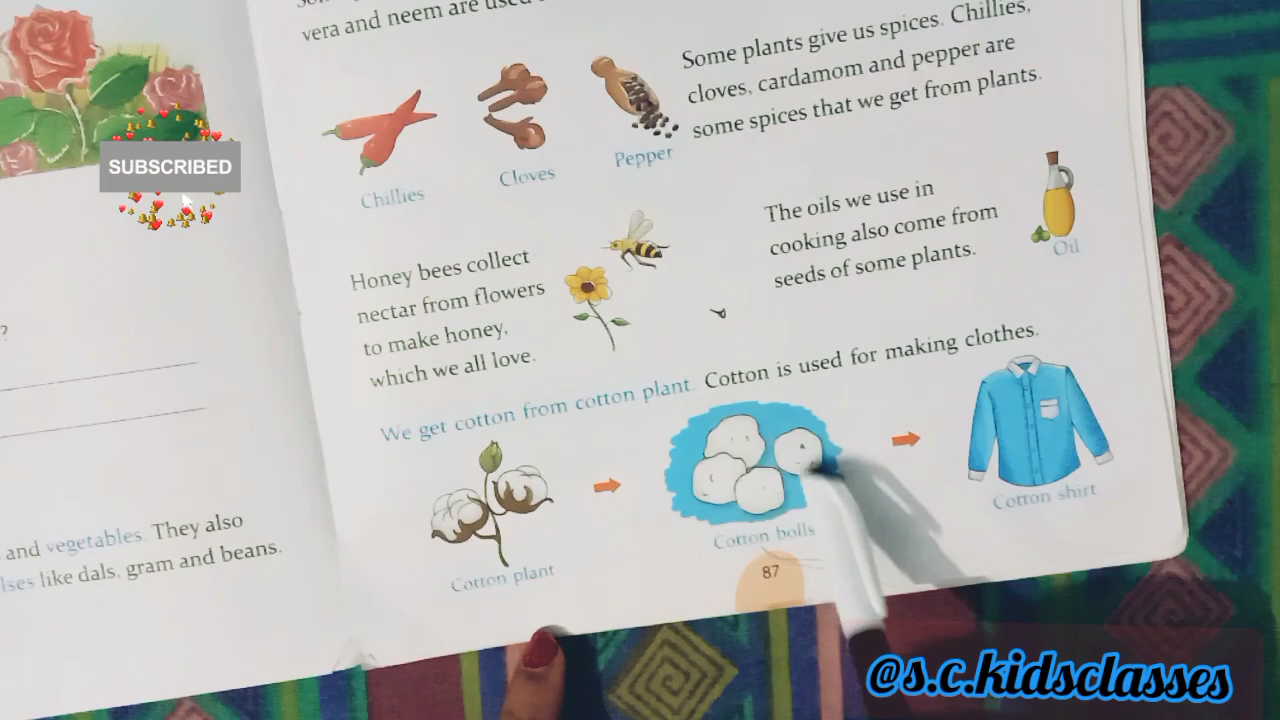 SUBSCRIBED
?
and vegetables. They also
like dals, gram and beans.
vera and neem are used
Some plants give us spices. Chillies,
cloves, cardamom and pepper are
some spices that we get from plants.
Chillies
Cloves
Pepper
Honey bees collect
nectar from flowers
to make honey,
which we all love.
The oils we use in
cooking also come from
seeds of some plants.
Oil
We get cotton from cotton plant. Cotton is used for making clothes.
Cotton plant
Cotton bolls
Cotton shirt
87
@s.c.kidsclasses